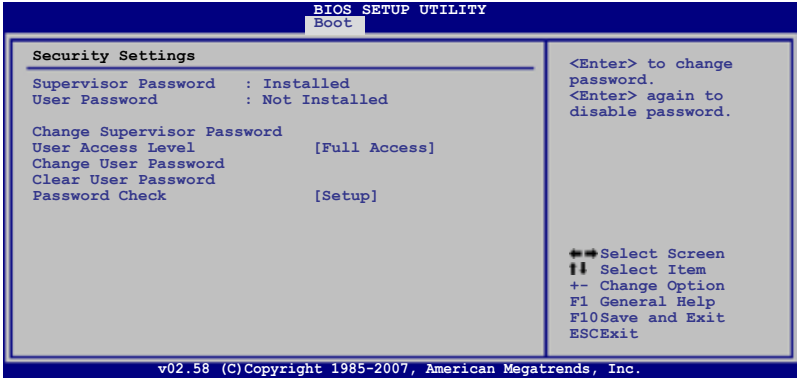 BIOS SETUP UTILITY
Boot
Security Settings
Supervisor Password : Installed
User Password : Not Installed
Change Supervisor Password
User Access Level [Full Access]
Change User Password
Clear User Password
Password Check [Setup]
<Enter> to change
password.
<Enter> again to
disable password.
Select Screen
Select Item
+- Change Option
F1 General Help
F10Save and Exit
ESCExit
v02.58 (C)Copyright 1985-2007, American Megatrends, Inc.